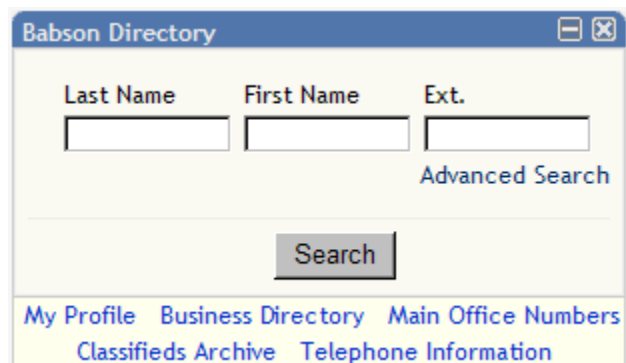 Babson Directory
Last Name First Name Ext.
Advanced Search
Search
My Profile Business Directory Main Office Numbers
Classifieds Archive Telephone Information